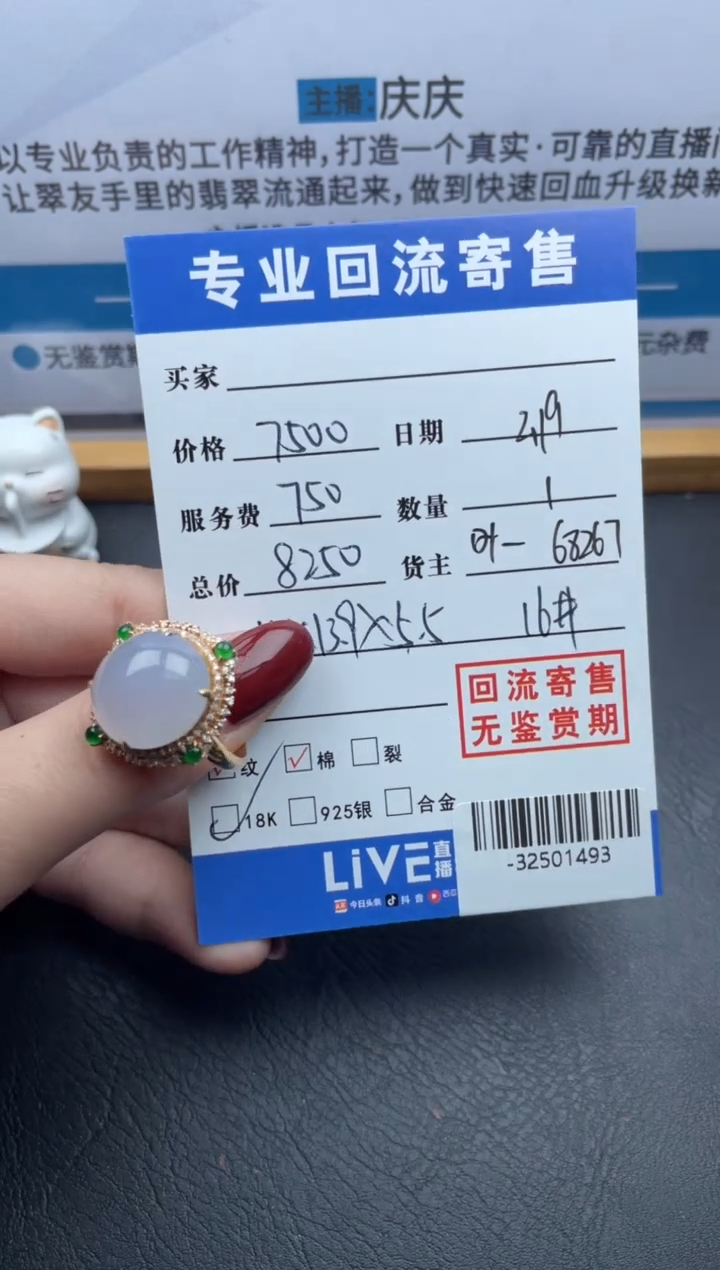 主播:庆庆
以专业负责的工作精神,打造一个真实·可靠的直播
让翠友手里的翡翠流通起来,做到快速回血升级换新
专业回流寄售
无鉴赏期
元杂费
买家
价格 7500 日期 2.19
服务费 750 数量 1
总价 8250 货主 68267
13.9X5.5 16#
回流寄售
无鉴赏期
纹 棉 裂
18K 925银 合金
LiVE直播
-32501493
今日头条 抖音 西瓜